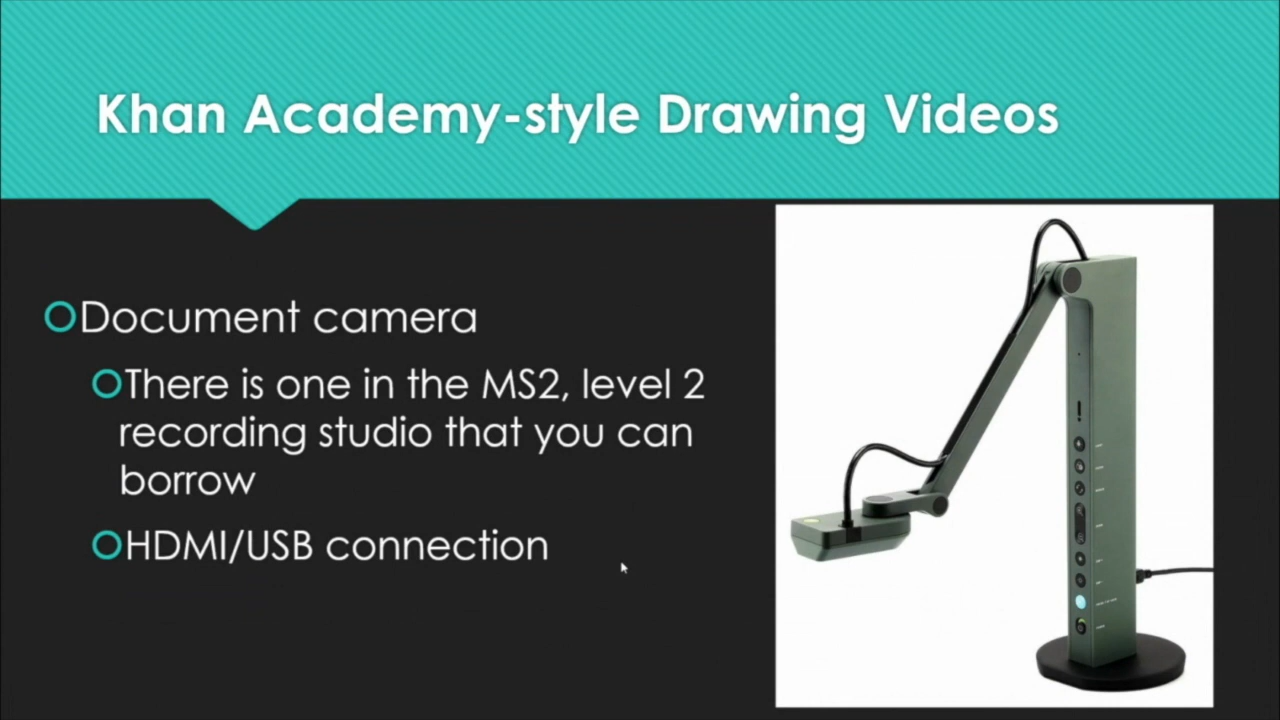 Khan Academy-style Drawing Videos
Document camera
There is one in the MS2, level 2
recording studio that you can
borrow
HDMI/USB connection